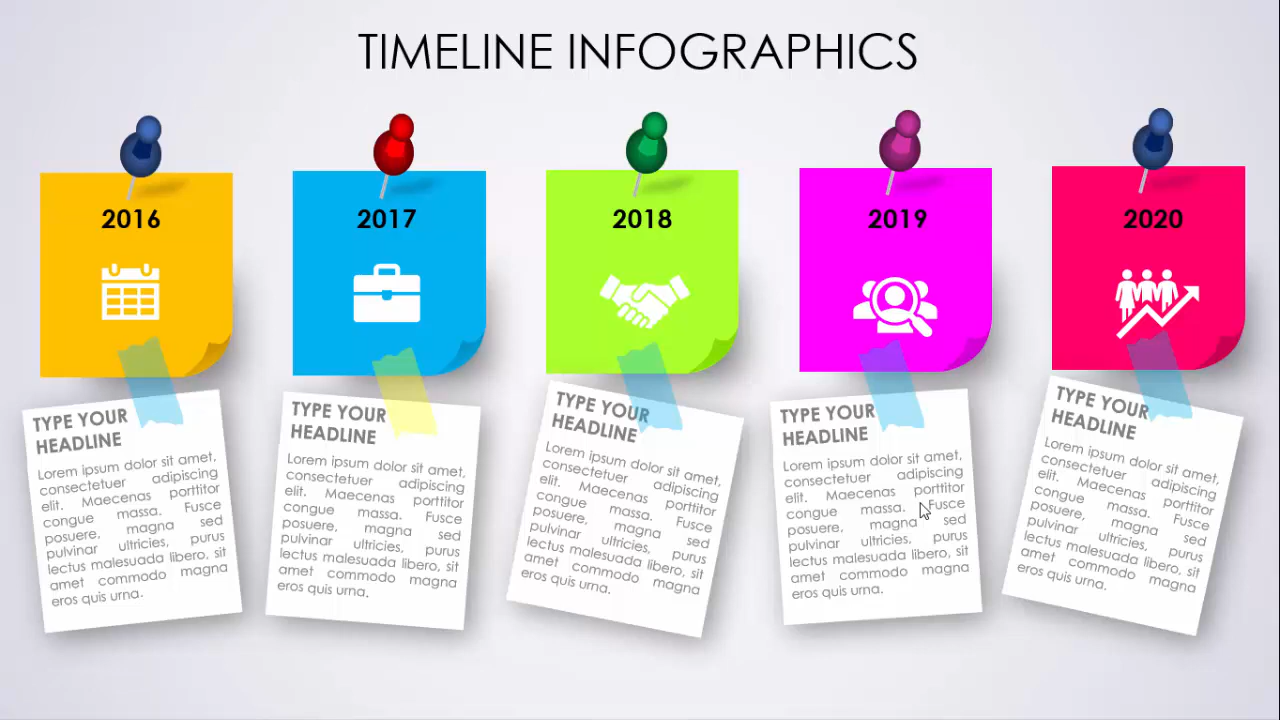 TIMELINE INFOGRAPHICS
2016
2017
2018
2019
2020
TYPE YOUR
HEADLINE
Lorem ipsum dolor sit amet,
consectetuer adipiscing
elit. Maecenas porttitor
congue massa. Fusce
posuere, magna sed
pulvinar ultricies, purus
lectus malesuada libero, sit
amet commodo magna
eros quis urna.
TYPE YOUR
HEADLINE
Lorem ipsum dolor sit amet,
consectetuer adipiscing
elit. Maecenas porttitor
congue massa. Fusce
posuere, magna sed
pulvinar ultricies, purus
lectus malesuada libero, sit
amet commodo magna
eros quis urna.
TYPE YOUR
HEADLINE
Lorem ipsum dolor sit amet,
consectetuer adipiscing
elit. Maecenas porttitor
congue massa. Fusce
posuere, magna sed
pulvinar ultricies, purus
lectus malesuada libero, sit
amet commodo magna
eros quis urna.
TYPE YOUR
HEADLINE
Lorem ipsum dolor sit amet,
consectetuer adipiscing
elit. Maecenas porttitor
congue massa. Fusce
posuere, magna sed
pulvinar ultricies, purus
lectus malesuada libero, sit
amet commodo magna
eros quis urna.
TYPE YOUR
HEADLINE
Lorem ipsum dolor sit amet,
consectetuer adipiscing
elit. Maecenas porttitor
congue massa. Fusce
posuere, magna sed
pulvinar ultricies, purus
lectus malesuada libero, sit
amet commodo magna
eros quis urna.